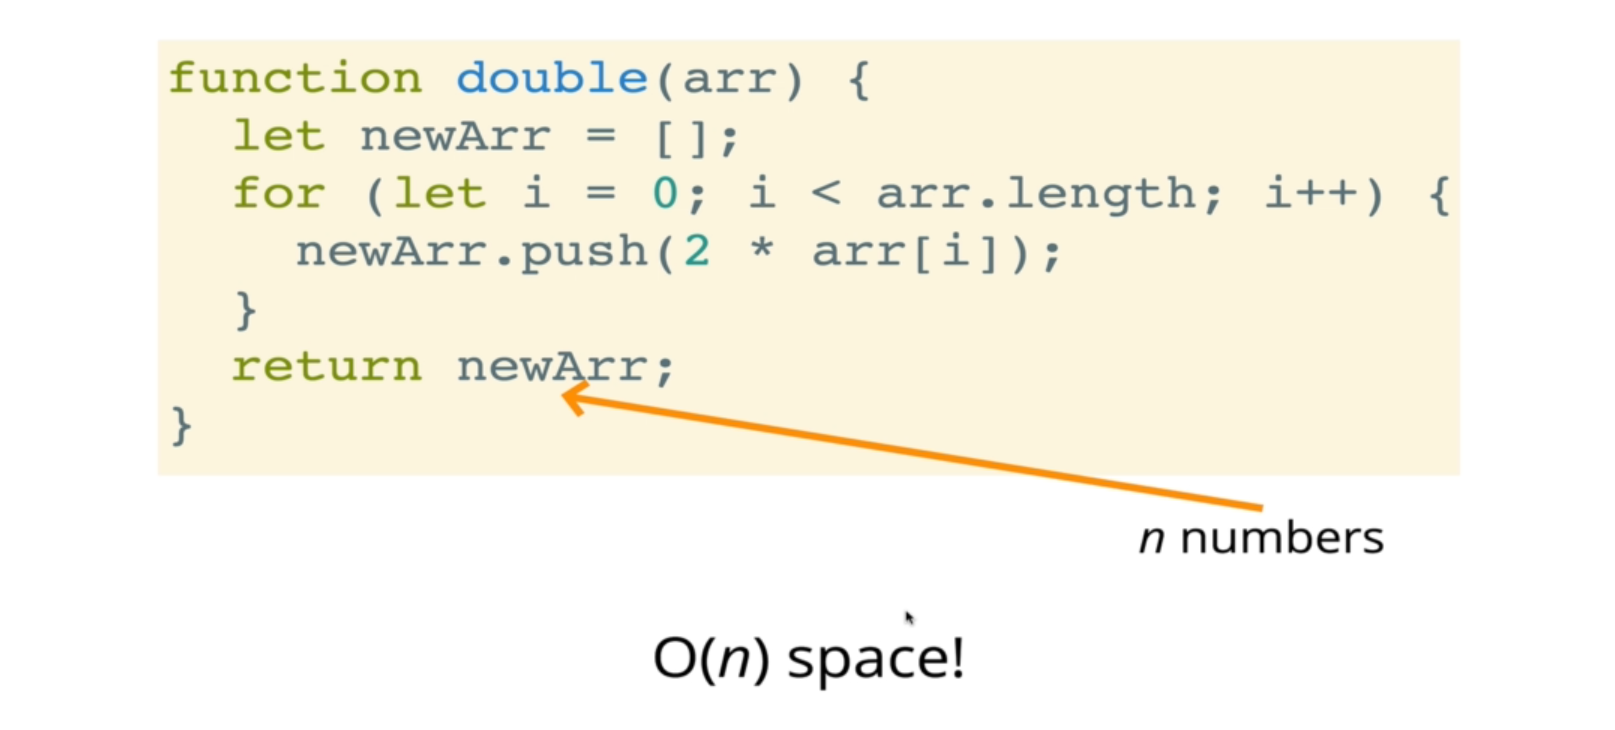 function double(arr) {
  let newArr = [];
  for (let i = 0; i < arr.length; i++) {
    newArr.push(2 * arr[i]);
  }
  return newArr;
}
n numbers
O(n) space!